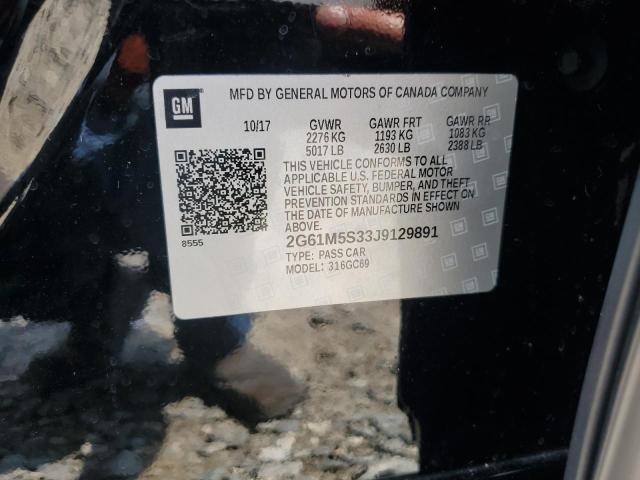 GM
MFD BY GENERAL MOTORS OF CANADA COMPANY
10/17 GVWR GAWR FRT GAWR RR
2276 KG 1193 KG 1083 KG
5017 LB 2630 LB 2388 LB
THIS VEHICLE CONFORMS TO ALL
APPLICABLE U.S. FEDERAL MOTOR
VEHICLE SAFETY, BUMPER, AND THEFT
PREVENTION STANDARDS IN EFFECT ON
THE DATE OF MANUFACTURE SHOWN
ABOVE.
8555
2G61M5S33J9129891
TYPE: PASS CAR
MODEL: 316GC69